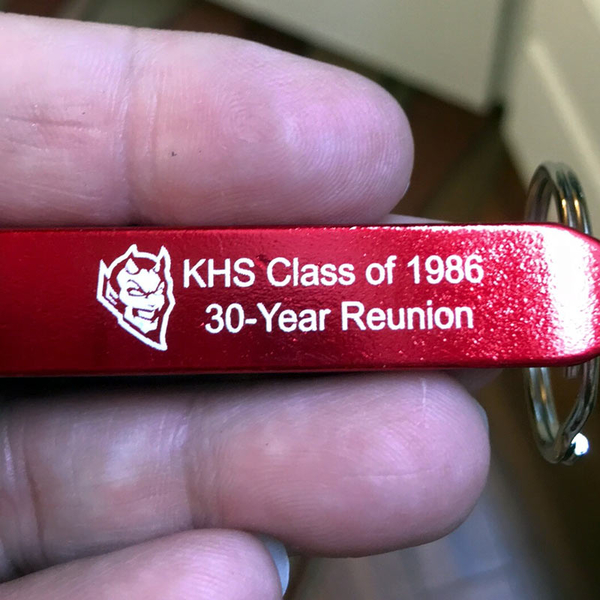 KHS Class of 1986
30-Year Reunion